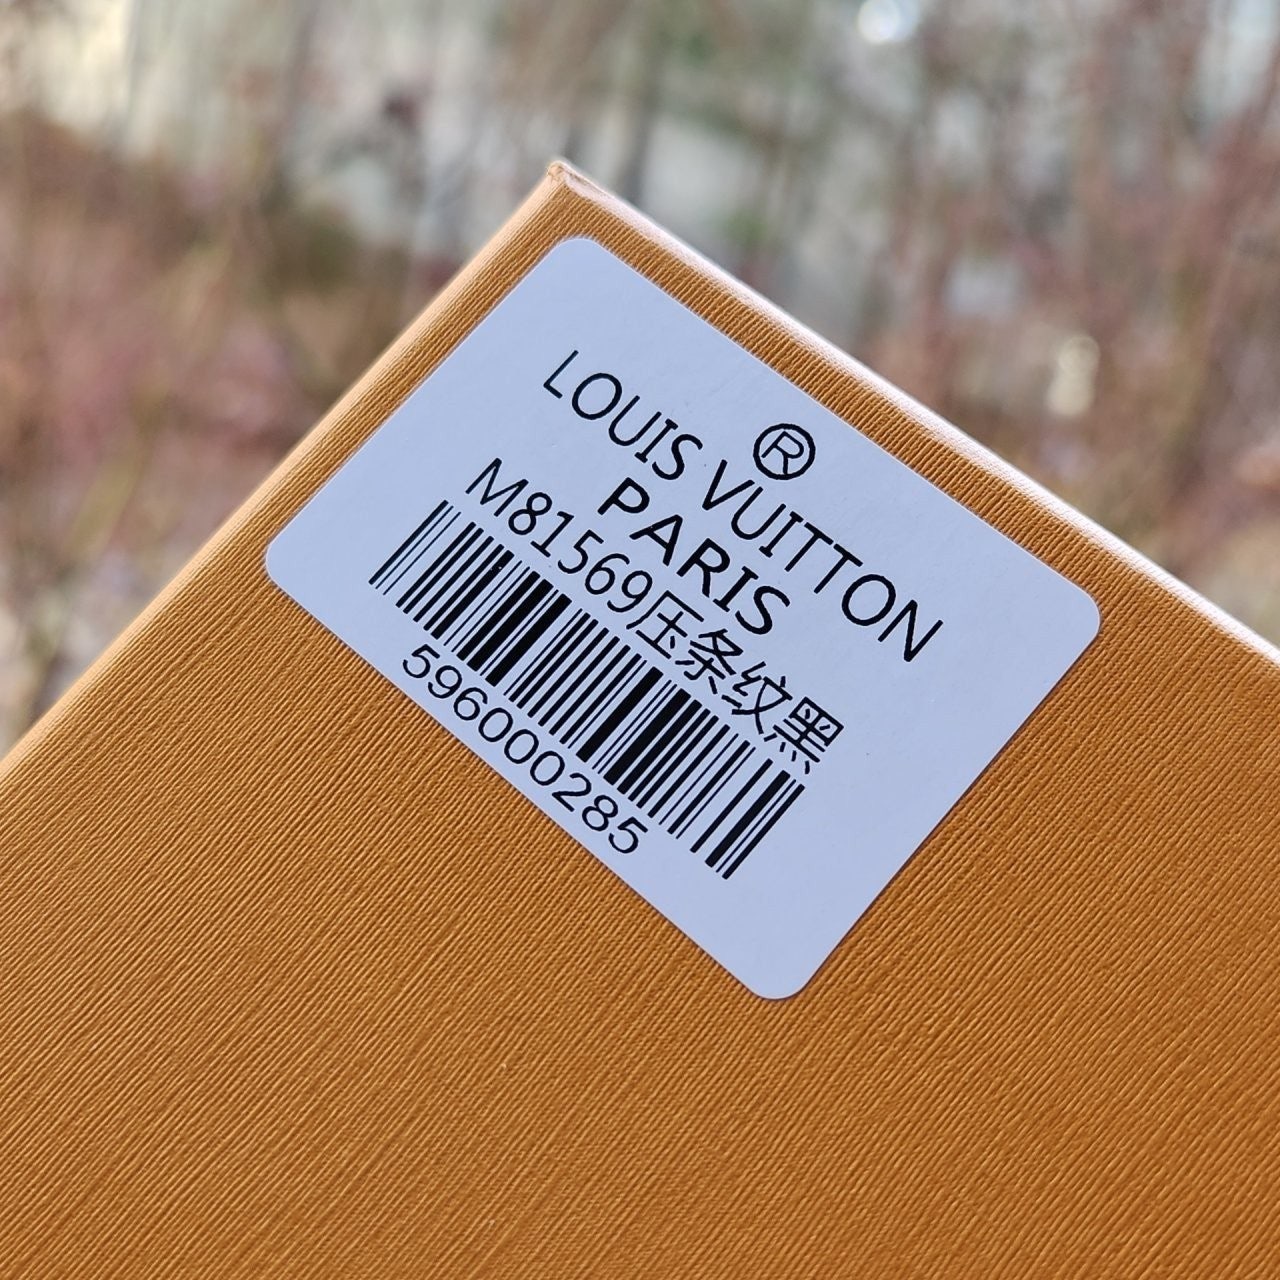 ®
LOUIS VUITTON
PARIS
M81569压条纹黑
596000285